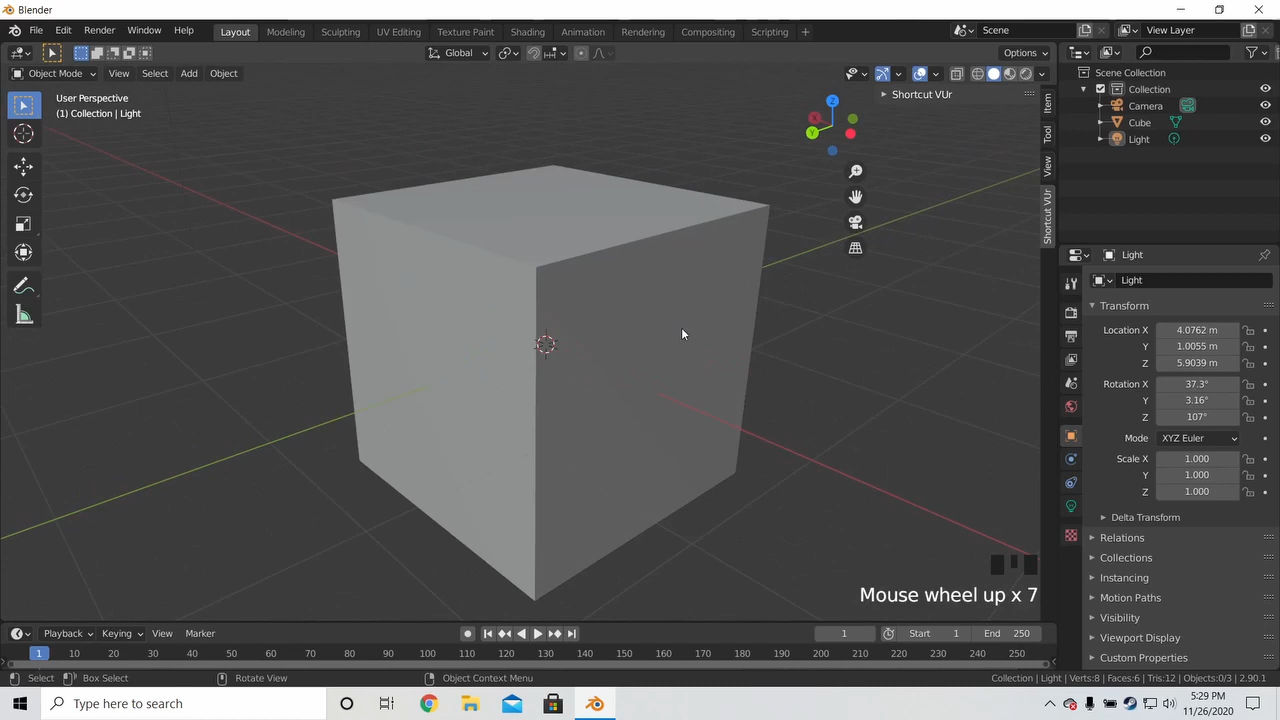 Blender
File Edit Render Window Help Layout Modeling Sculpting UV Editing Texture Paint Shading Animation Rendering Compositing Scripting + Scene View Layer
Global Options
Object Mode View Select Add Object
User Perspective
(1) Collection | Light
Shortcut VUr
Z
X
Y
Item
Tool
View
Shortcut VUr
Scene Collection
Collection
Camera
Cube
Light
Light
Light
Transform
Location X 4.0762 m
Y 1.0055 m
Z 5.9039 m
Rotation X 37.3°
Y 3.16°
Z 107°
Mode XYZ Euler
Scale X 1.000
Y 1.000
Z 1.000
Delta Transform
Relations
Collections
Instancing
Motion Paths
Visibility
Viewport Display
Custom Properties
Mouse wheel up x 7
Playback Keying View Marker 1 Start 1 End 250
1 10 20 30 40 50 60 70 80 90 100 110 120 130 140 150 160 170 180 190 200 210 220 230 240 250
Select Box Select Rotate View Object Context Menu Collection | Light | Verts:8 | Faces:6 | Tris:12 | Objects:0/3 | 2.90.1
Type here to search
5:29 PM
11/26/2020